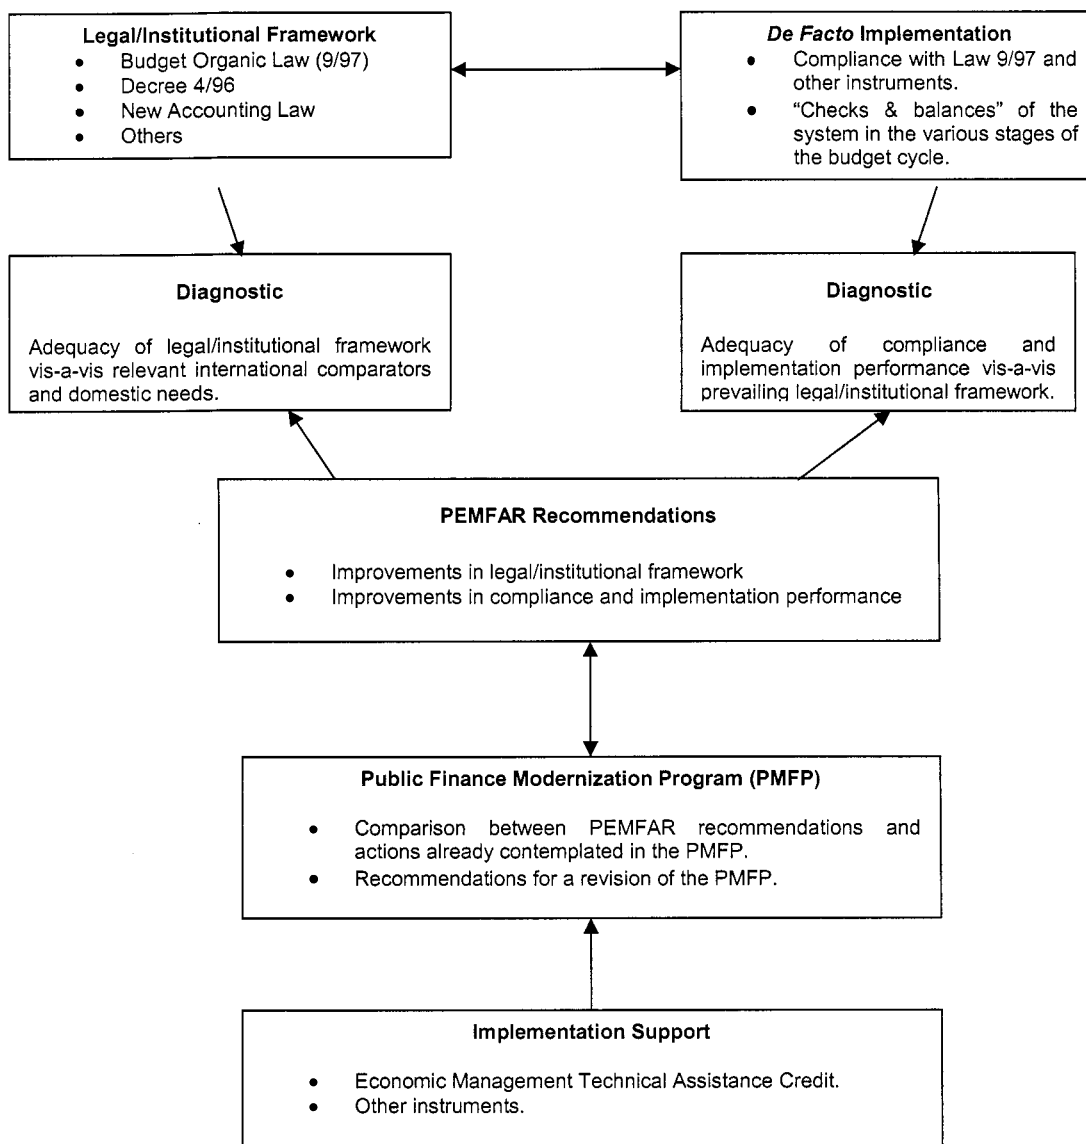 Legal/Institutional Framework
• Budget Organic Law (9/97)
• Decree 4/96
• New Accounting Law
• Others
De Facto Implementation
• Compliance with Law 9/97 and
other instruments.
• “Checks & balances” of the
system in the various stages of
the budget cycle.
Diagnostic
Adequacy of legal/institutional framework
vis-a-vis relevant international comparators
and domestic needs.
Diagnostic
Adequacy of compliance and
implementation performance vis-a-vis
prevailing legal/institutional framework.
PEMFAR Recommendations
• Improvements in legal/institutional framework
• Improvements in compliance and implementation performance
Public Finance Modernization Program (PMFP)
• Comparison between PEMFAR recommendations and
actions already contemplated in the PMFP.
• Recommendations for a revision of the PMFP.
Implementation Support
• Economic Management Technical Assistance Credit.
• Other instruments.